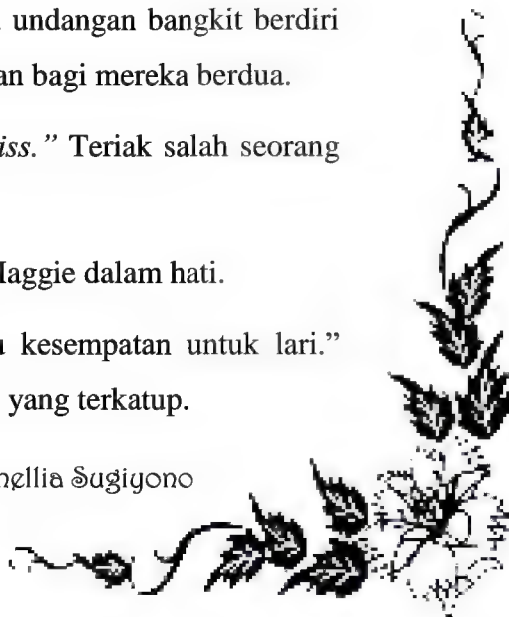 undangan bangkit berdiri
an bagi mereka berdua.
iss." Teriak salah seorang
Maggie dalam hati.
kesempatan untuk lari."
yang terkatup.
nellia Sugiyono